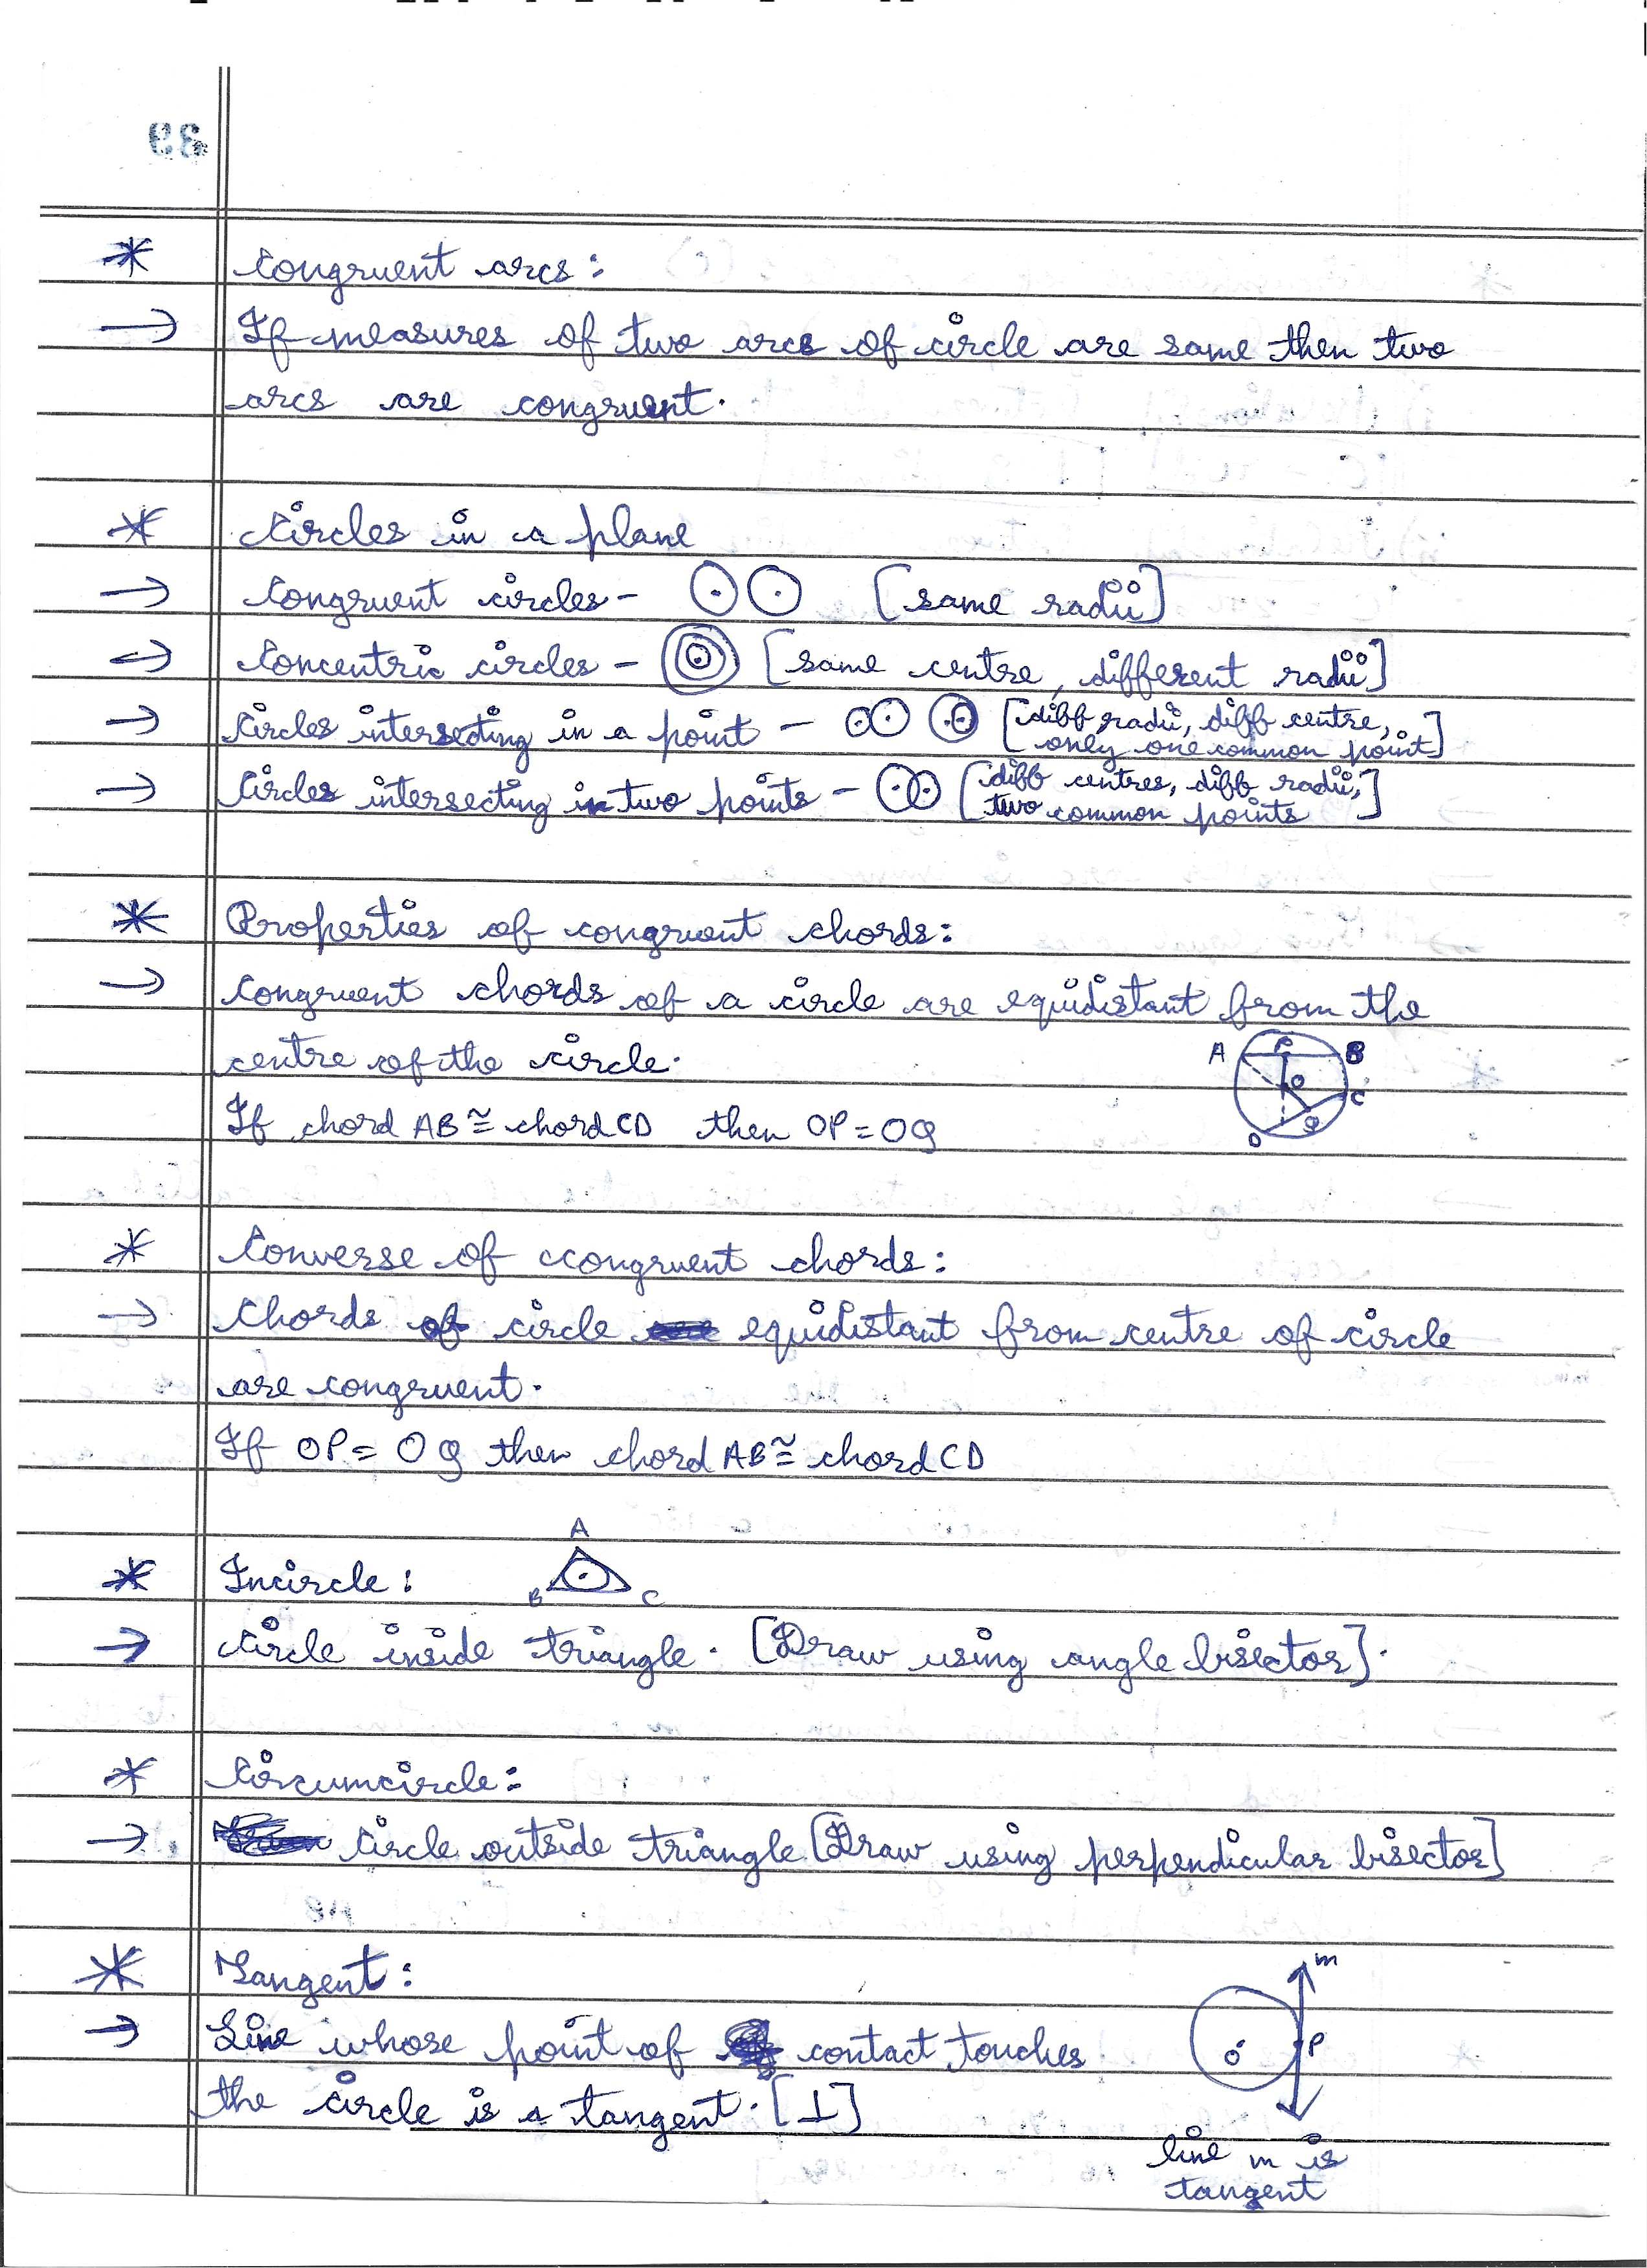 33
* Congruent arcs:
→ If measures of two arcs of circle are same then two
arcs are congruent.
* Circles in a plane
→ Congruent circles - [same radii]
→ Concentric circles - [same centre, different radii]
→ Circles intersecting in a point - [diff radii, diff centre,
only one common point]
→ Circles intersecting in two points - [diff centres, diff radii,
two common points]
* Properties of congruent chords:
→ Congruent chords of a circle are equidistant from the
centre of the circle.
A P B
O
C
D Q
If chord AB ≅ chord CD then OP = OQ
* Converse of ccongruent chords:
→ Chords of circle equidistant from centre of circle
are congruent.
If OP = OQ then chord AB ≅ chord CD
A
* Incircle:
B C
→ Circle inside triangle. [Draw using angle bisector].
* Circumcircle:
→ Circle outside triangle [Draw using perpendicular bisector]
* Tangent:
m
→ Line whose point of contact touches
O P
the circle is a tangent. [⊥]
line m is
tangent